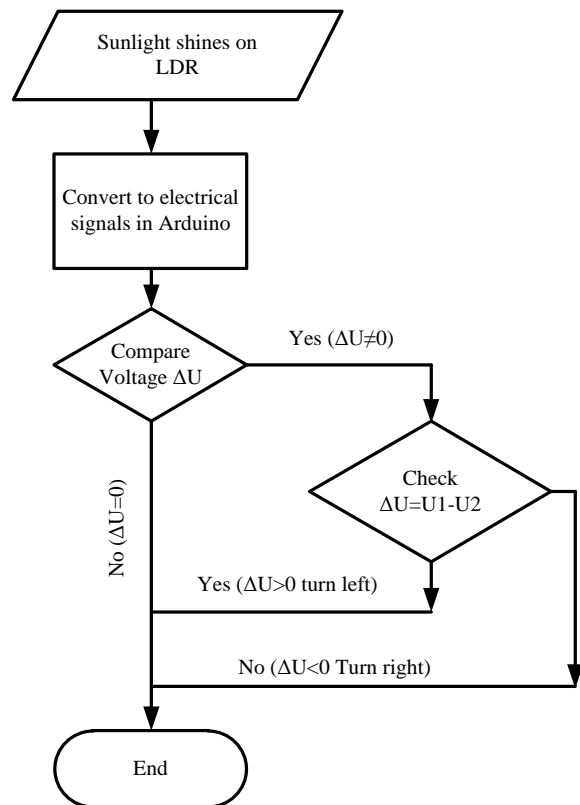 Sunlight shines on
LDR
Convert to electrical
signals in Arduino
Compare
Voltage ΔU
Yes (ΔU≠0)
Check
ΔU=U1-U2
No (ΔU=0)
Yes (ΔU>0 turn left)
No (ΔU<0 Turn right)
End